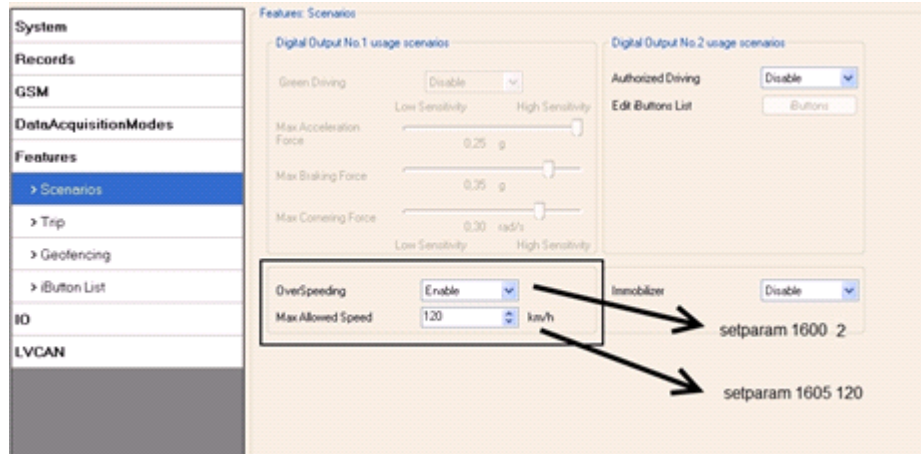 System
Records
GSM
DataAcquisitionModes
Features
> Scenarios
> Trip
> Geofencing
> iButton List
IO
LVCAN
Features: Scenarios
Digital Output No.1 usage scenarios
Green Driving Disable
Low Sensitivity High Sensitivity
Max Acceleration
Force
0,25 g
Max Braking Force
0,35 g
Max Cornering Force
0,30 rad/s
Low Sensitivity High Sensitivity
OverSpeeding Enable
Max Allowed Speed 120 km/h
Digital Output No.2 usage scenarios
Authorized Driving Disable
Edit iButtons List iButtons
Immobilizer Disable
setparam 1600 2
setparam 1605 120